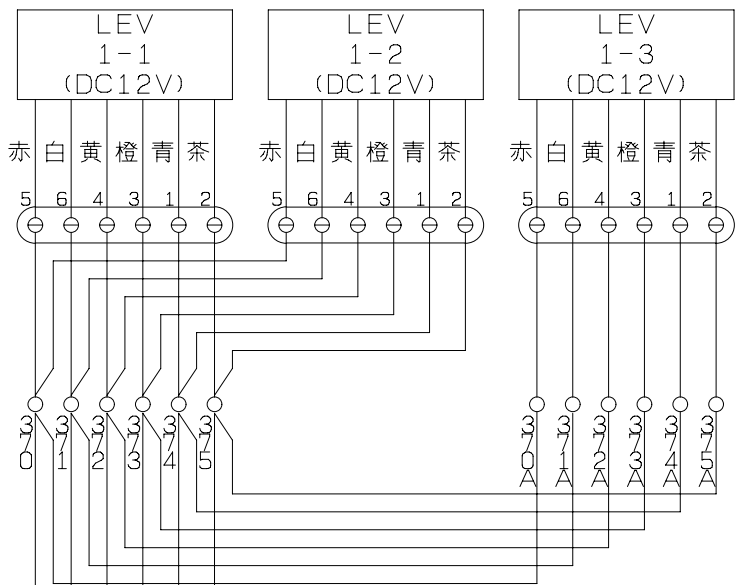 LEV LEV LEV
1-1 1-2 1-3
(DC12V) (DC12V) (DC12V)
赤 白 黄 橙 青 茶 赤 白 黄 橙 青 茶 赤 白 黄 橙 青 茶
5 6 4 3 1 2 5 6 4 3 1 2 5 6 4 3 1 2
370 371 372 373 374 375 370A 371A 372A 373A 374A 375A